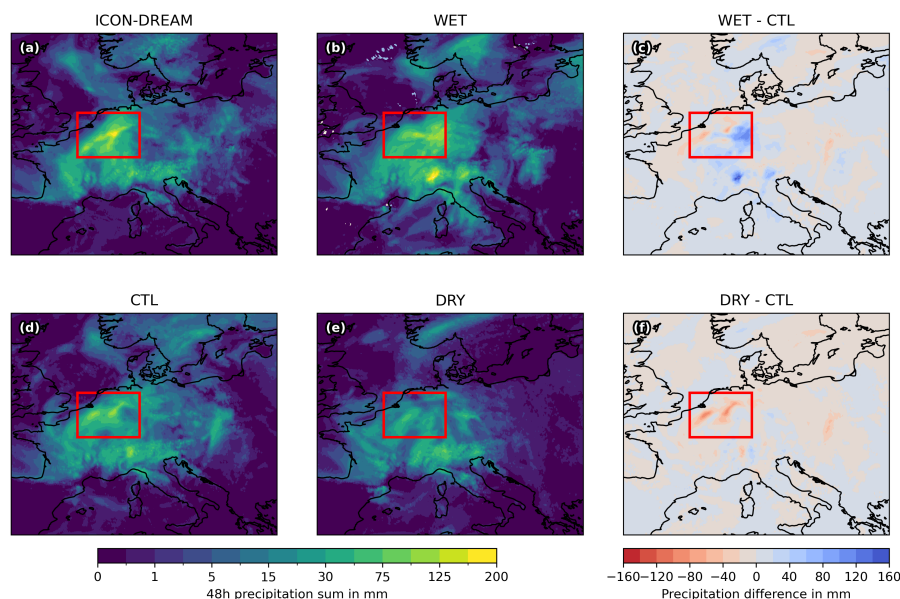 ICON-DREAM
WET
WET - CTL
(a)
(b)
(c)
CTL
DRY
DRY - CTL
(d)
(e)
(f)
0 1 5 15 30 75 125 200
48h precipitation sum in mm
−160 −120 −80 −40 0 40 80 120 160
Precipitation difference in mm